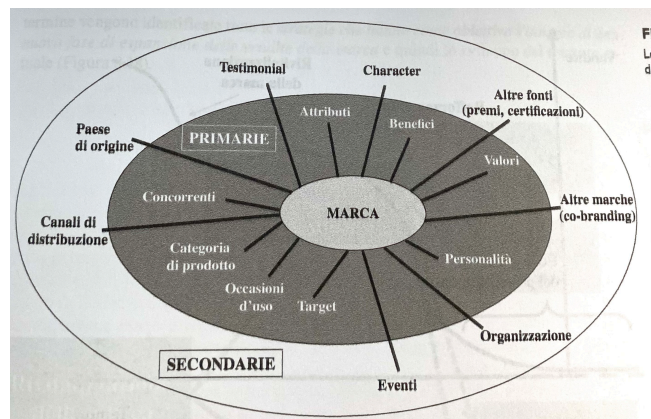 Testimonial
Character
Altre fonti
(premi, certificazioni)
Attributi
Benefici
Paese
di origine
PRIMARIE
Valori
Concorrenti
MARCA
Altre marche
(co-branding)
Canali di
distribuzione
Categoria
di prodotto
Personalità
Occasioni
d'uso
Target
Organizzazione
SECONDARIE
Eventi